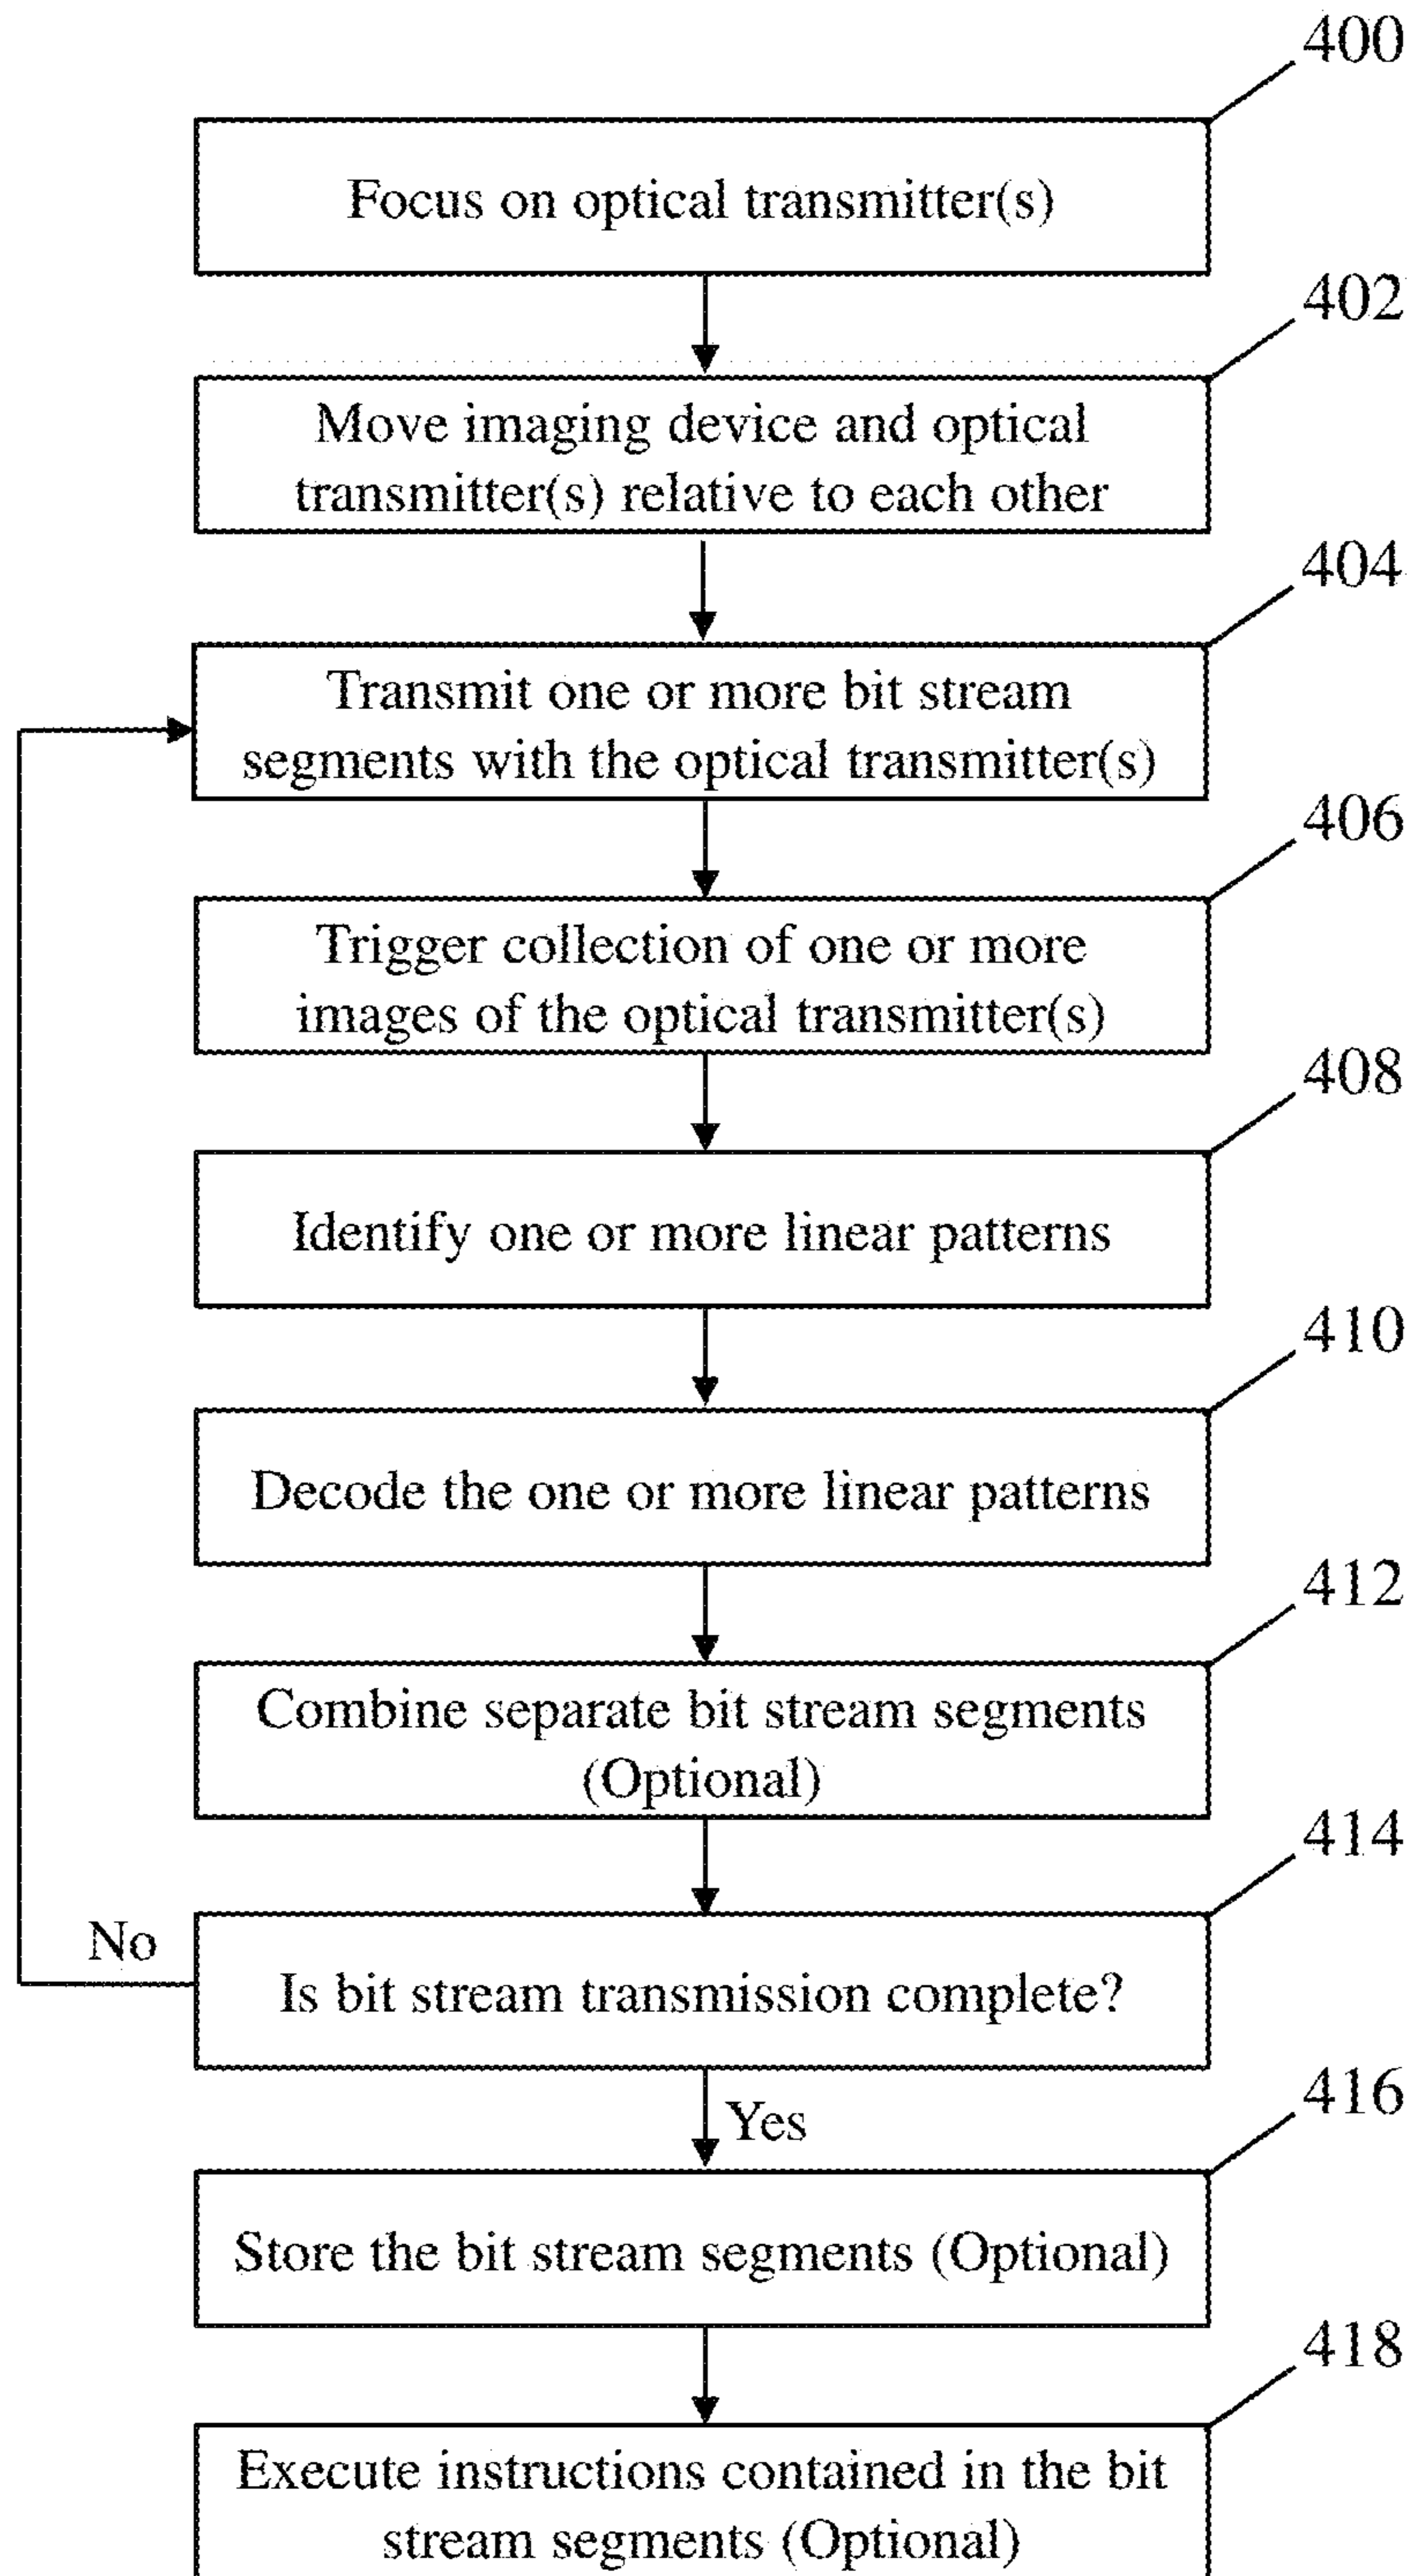 400
Focus on optical transmitter(s)
402
Move imaging device and optical
transmitter(s) relative to each other
404
Transmit one or more bit stream
segments with the optical transmitter(s)
406
Trigger collection of one or more
images of the optical transmitter(s)
408
Identify one or more linear patterns
410
Decode the one or more linear patterns
412
Combine separate bit stream segments
(Optional)
414
No
Is bit stream transmission complete?
416
Yes
Store the bit stream segments (Optional)
418
Execute instructions contained in the bit
stream segments (Optional)